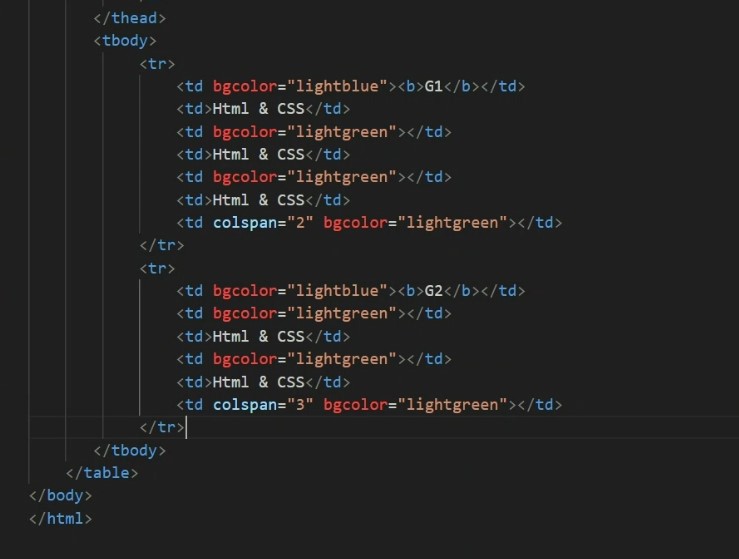 </thead>
<tbody>
<tr>
<td bgcolor="lightblue"><b>G1</b></td>
<td>Html & CSS</td>
<td bgcolor="lightgreen"></td>
<td>Html & CSS</td>
<td bgcolor="lightgreen"></td>
<td>Html & CSS</td>
<td colspan="2" bgcolor="lightgreen"></td>
</tr>
<tr>
<td bgcolor="lightblue"><b>G2</b></td>
<td bgcolor="lightgreen"></td>
<td>Html & CSS</td>
<td bgcolor="lightgreen"></td>
<td>Html & CSS</td>
<td colspan="3" bgcolor="lightgreen"></td>
</tr>
</tbody>
</table>
</body>
</html>